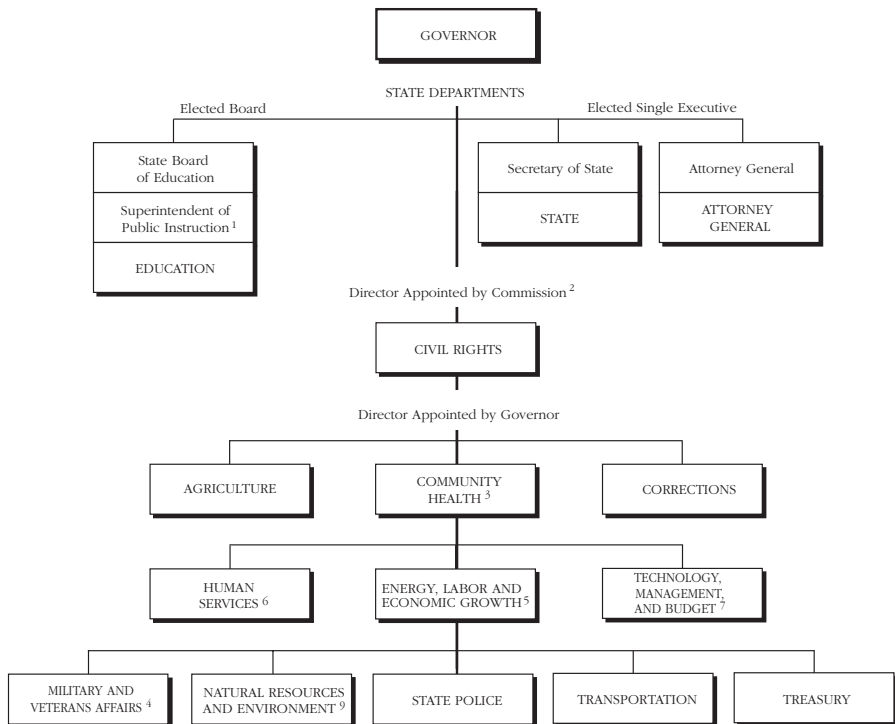 GOVERNOR
STATE DEPARTMENTS
Elected Board
Elected Single Executive
State Board
of Education
Superintendent of
Public Instruction 1
EDUCATION
Secretary of State
STATE
Attorney General
ATTORNEY
GENERAL
Director Appointed by Commission 2
CIVIL RIGHTS
Director Appointed by Governor
AGRICULTURE
COMMUNITY
HEALTH 3
CORRECTIONS
HUMAN
SERVICES 6
ENERGY, LABOR AND
ECONOMIC GROWTH 5
TECHNOLOGY,
MANAGEMENT,
AND BUDGET 7
MILITARY AND
VETERANS AFFAIRS 4
NATURAL RESOURCES
AND ENVIRONMENT 9
STATE POLICE
TRANSPORTATION
TREASURY